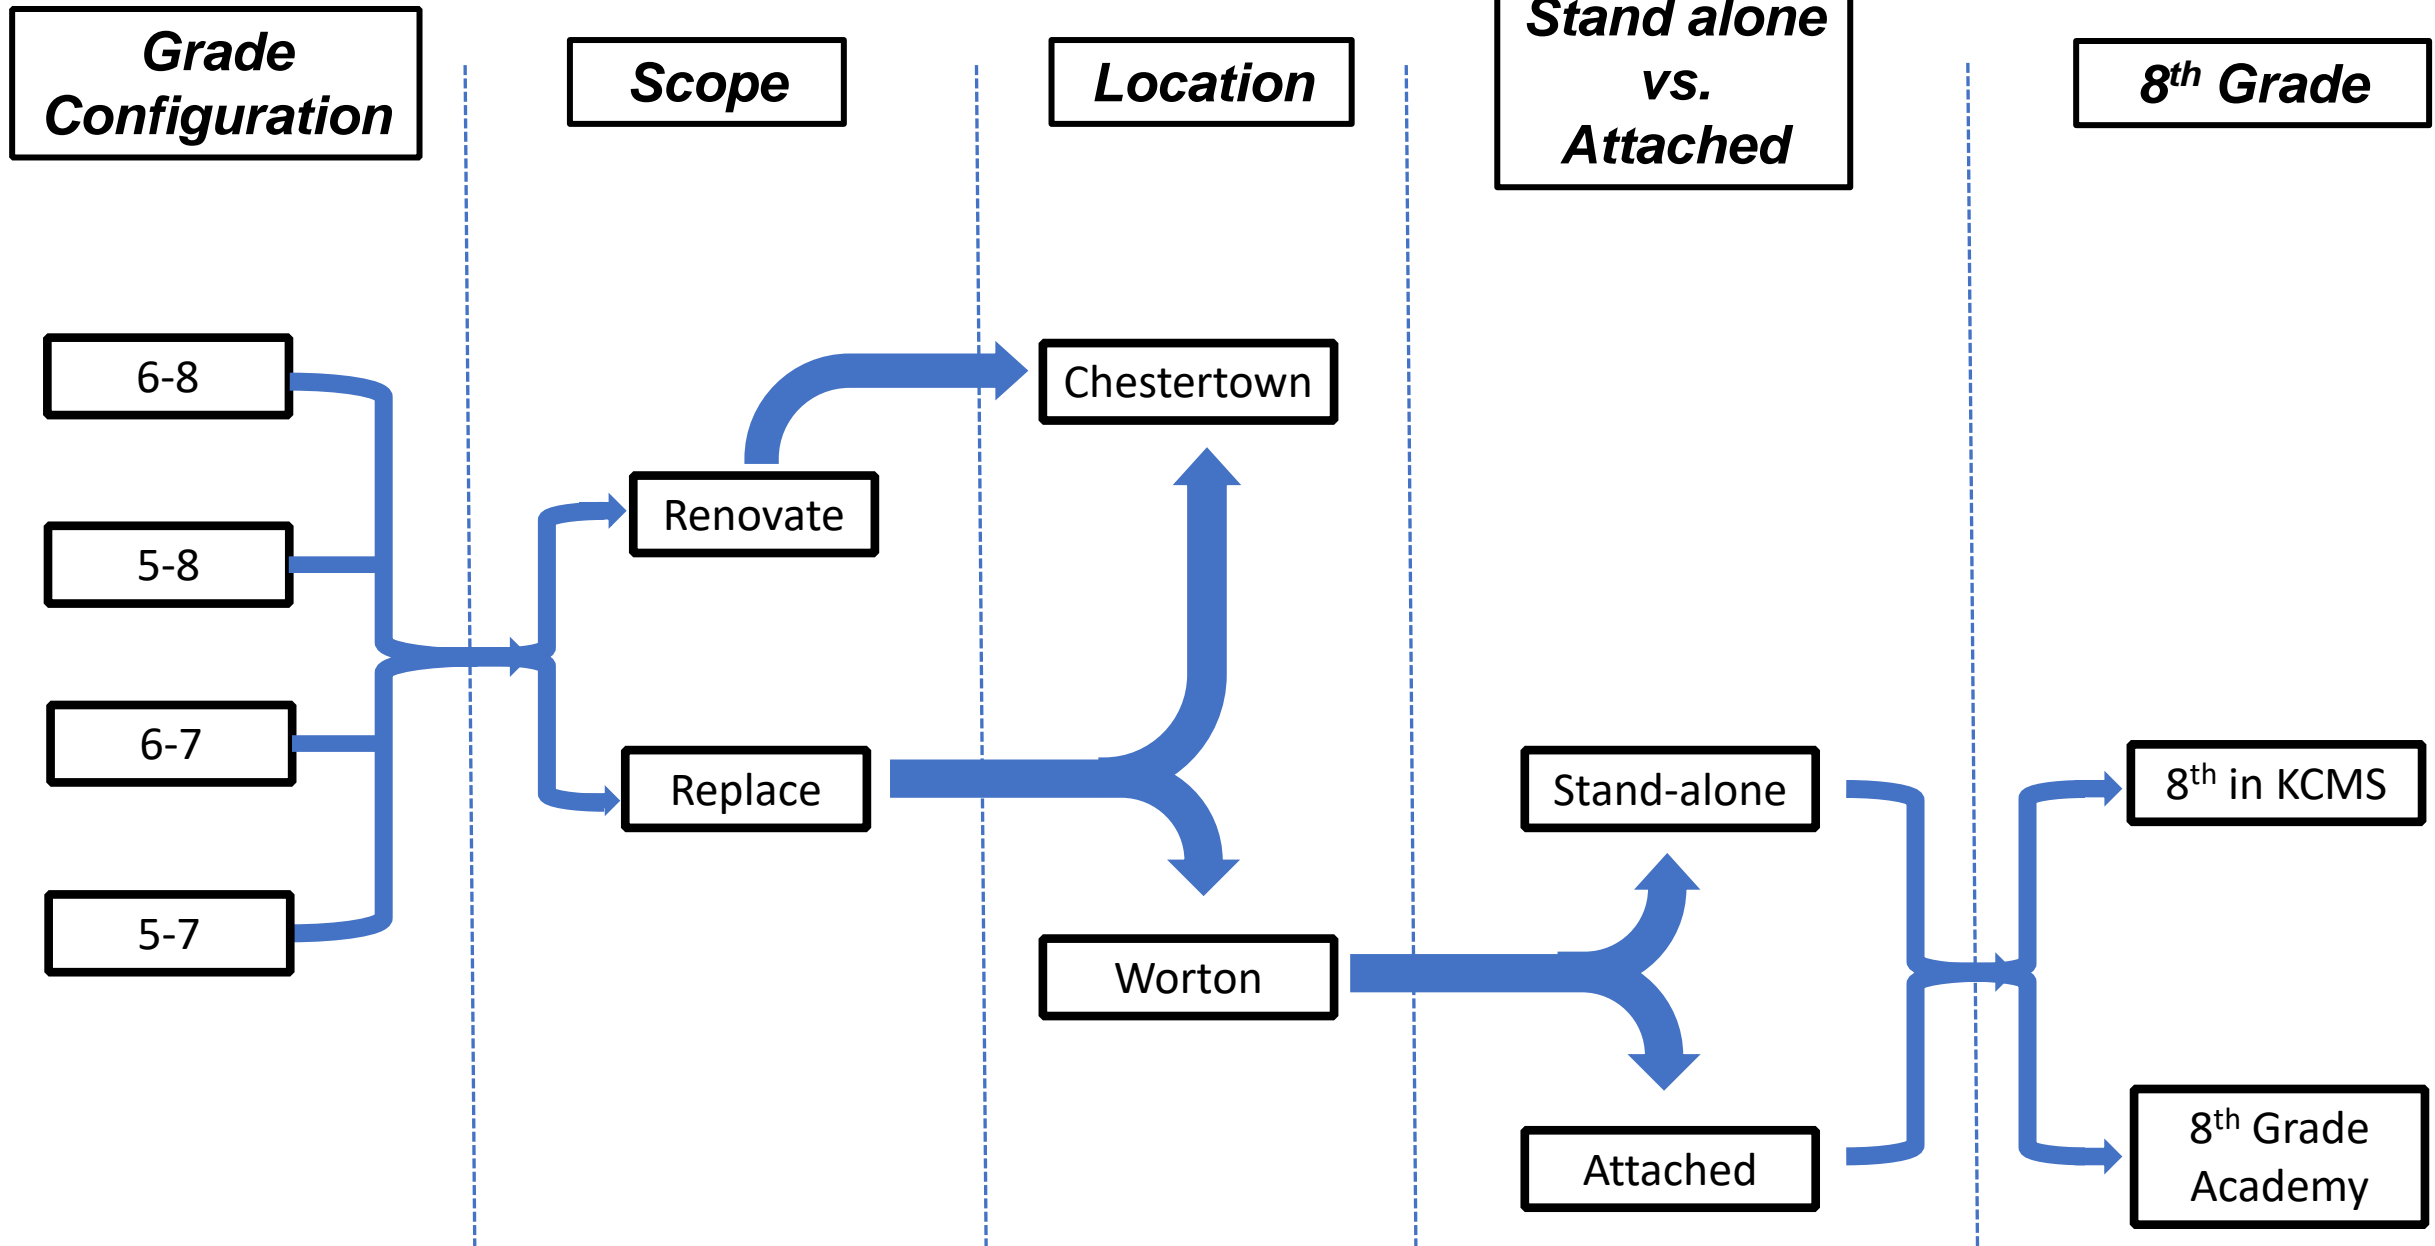 Grade
Configuration
Scope
Location
Stand alone
vs.
Attached
8th Grade
6-8
5-8
6-7
5-7
Renovate
Replace
Chestertown
Worton
Stand-alone
Attached
8th in KCMS
8th Grade
Academy